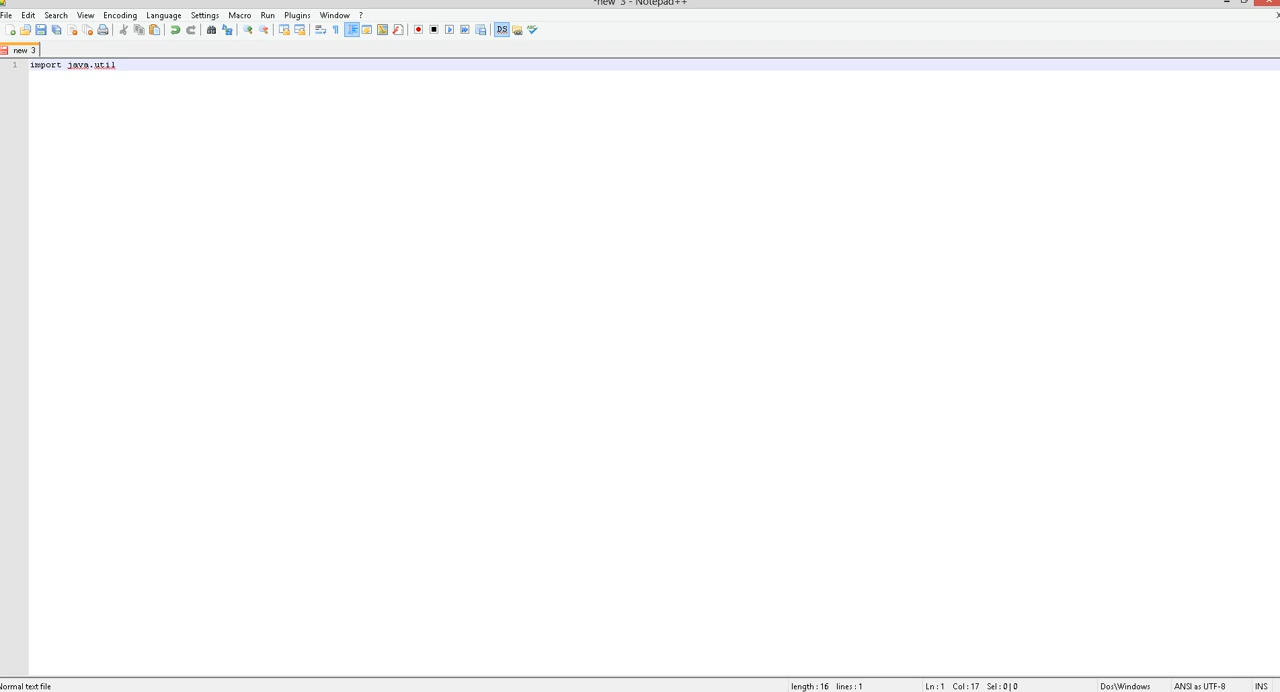 *new 3 - Notepad++
File Edit Search View Encoding Language Settings Macro Run Plugins Window ?
new 3
1 import java.util
Normal text file length : 16 lines : 1 Ln : 1 Col : 17 Sel : 0 | 0 Dos\Windows ANSI as UTF-8 INS